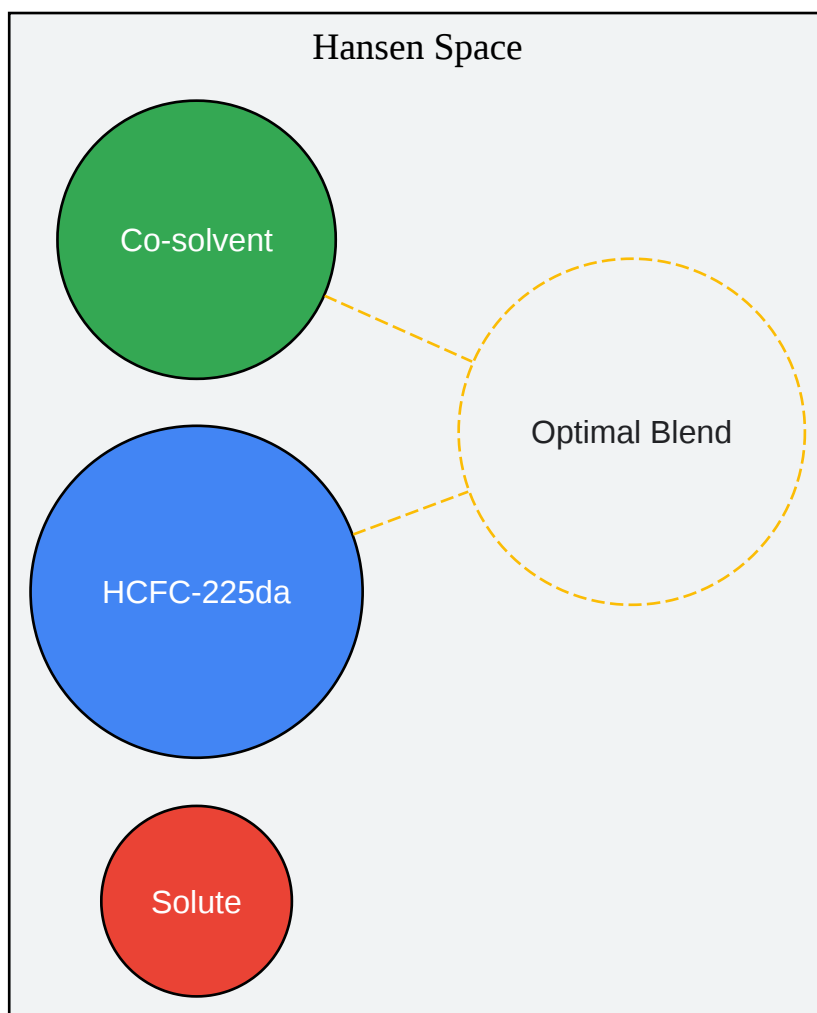 Hansen Space
Co-solvent
Optimal Blend
HCFC-225da
Solute